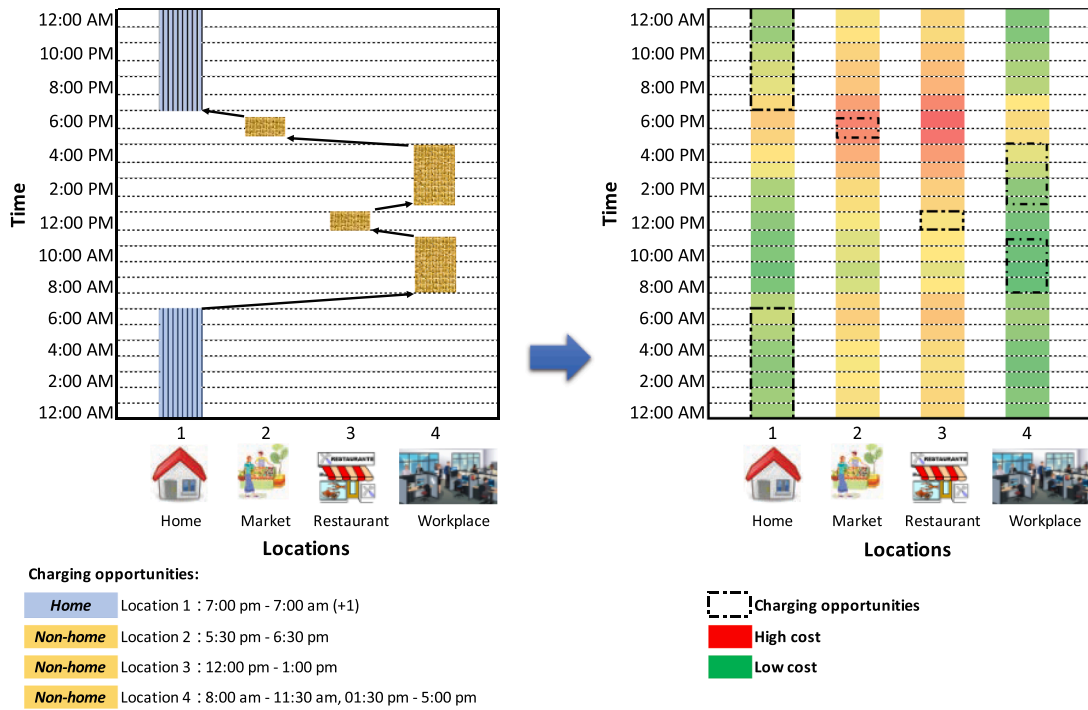 12:00 AM
10:00 PM
8:00 PM
6:00 PM
4:00 PM
2:00 PM
12:00 PM
10:00 AM
8:00 AM
6:00 AM
4:00 AM
2:00 AM
12:00 AM
Time
1 2 3 4
RESTAURANTE
Home Market Restaurant Workplace
Locations
12:00 AM
10:00 PM
8:00 PM
6:00 PM
4:00 PM
2:00 PM
12:00 PM
10:00 AM
8:00 AM
6:00 AM
4:00 AM
2:00 AM
12:00 AM
Time
1 2 3 4
RESTAURANTE
Home Market Restaurant Workplace
Locations
Charging opportunities:
Home Location 1 : 7:00 pm - 7:00 am (+1)
Non-home Location 2 : 5:30 pm - 6:30 pm
Non-home Location 3 : 12:00 pm - 1:00 pm
Non-home Location 4 : 8:00 am - 11:30 am, 01:30 pm - 5:00 pm
Charging opportunities
High cost
Low cost